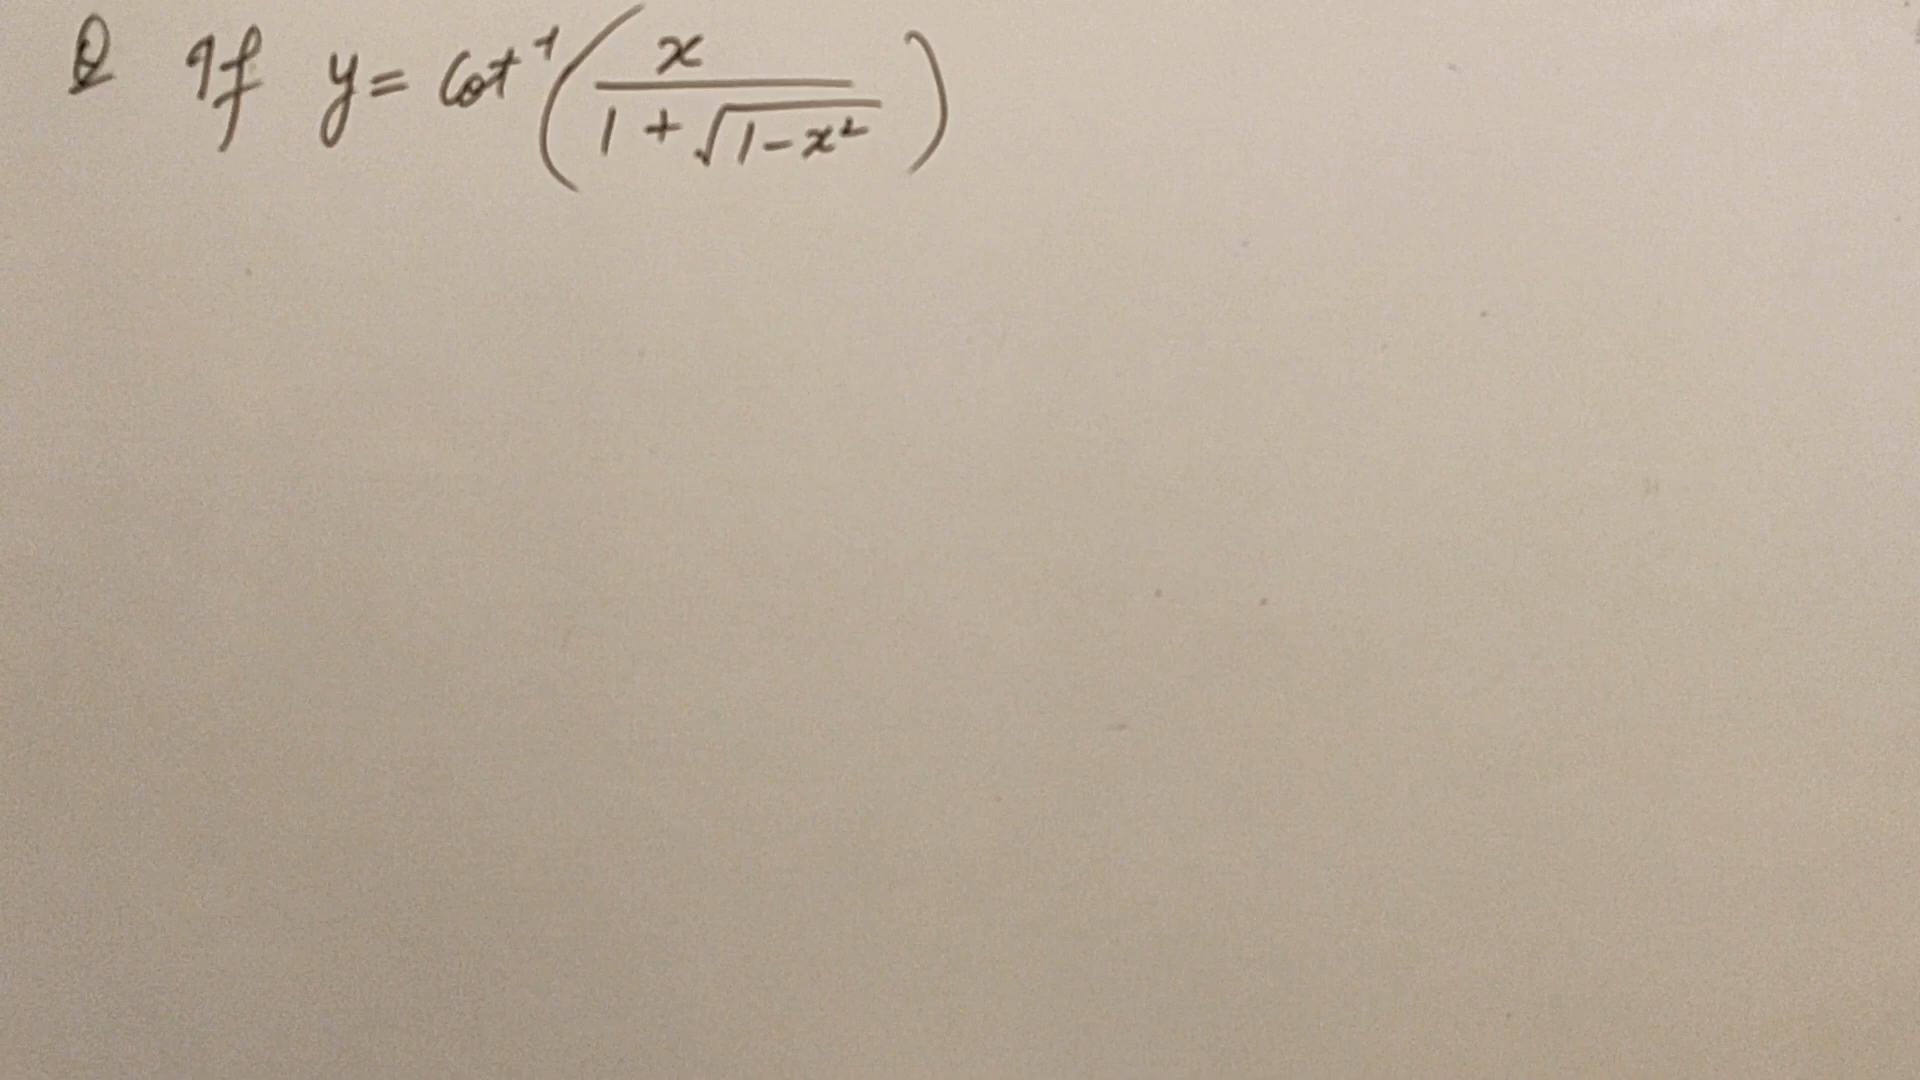 Q If y = Cot⁻¹(x / (1 + √(1-x²)))